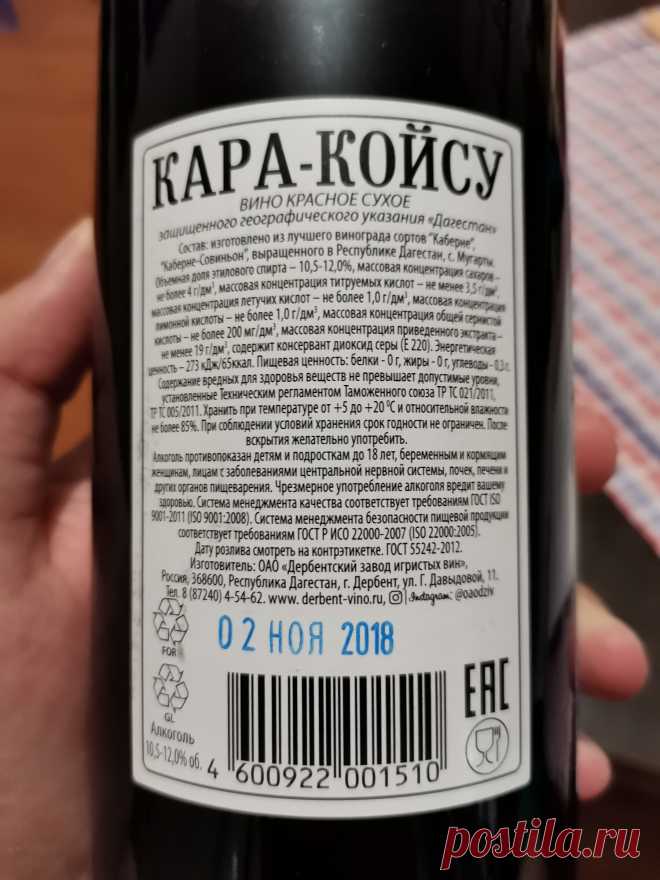 КАРА-КОЙСУ
ВИНО КРАСНОЕ СУХОЕ
защищенного географического указания «Дагестан»
Состав: изготовлено из лучшего винограда сортов "Каберне",
"Каберне-Совиньон", выращенного в Республике Дагестан, с. Мугарты.
Объемная доля этилового спирта – 10,5-12,0%, массовая концентрация сахаров –
не более 4 г/дм³, массовая концентрация титруемых кислот – не менее 3,5 г/дм³,
массовая концентрация летучих кислот – не более 1,0 г/дм³, массовая концентрация
лимонной кислоты – не более 1,0 г/дм³, массовая концентрация общей сернистой
кислоты – не более 200 мг/дм³, массовая концентрация приведенного экстракта –
не менее 19 г/дм³, содержит консервант диоксид серы (Е 220). Энергетическая
ценность – 273 кДж/65ккал. Пищевая ценность: белки - 0 г, жиры - 0 г, углеводы - 0,3 г.
Содержание вредных для здоровья веществ не превышает допустимые уровни,
установленные Техническим регламентом Таможенного союза ТР ТС 021/2011,
ТР ТС 005/2011. Хранить при температуре от +5 до +20 °С и относительной влажности
не более 85%. При соблюдении условий хранения срок годности не ограничен. После
вскрытия желательно употребить.
Алкоголь противопоказан детям и подросткам до 18 лет, беременным и кормящим
женщинам, лицам с заболеваниями центральной нервной системы, почек, печени и
других органов пищеварения. Чрезмерное употребление алкоголя вредит вашему
здоровью. Система менеджмента качества соответствует требованиям ГОСТ ISO
9001-2011 (ISO 9001:2008). Система менеджмента безопасности пищевой продукции
соответствует требованиям ГОСТ Р ИСО 22000-2007 (ISO 22000:2005).
Дату розлива смотреть на контрэтикетке. ГОСТ 55242-2012.
Изготовитель: ОАО «Дербентский завод игристых вин»,
Россия, 368600, Республика Дагестан, г. Дербент, ул. Г. Давыдовой, 11.
Тел. 8 (87240) 4-54-62. www.derbent-vino.ru, Instagram: @oaodziv
02 НОЯ 2018
FOR
GL
Алкоголь
10,5-12,0% об.
4 600922 001510
EAC
postila.ru